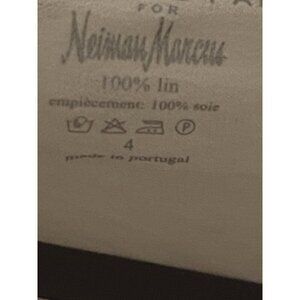 FOR
Neiman Marcus
100% lin
empiècement: 100% soie
P
4
made in portugal